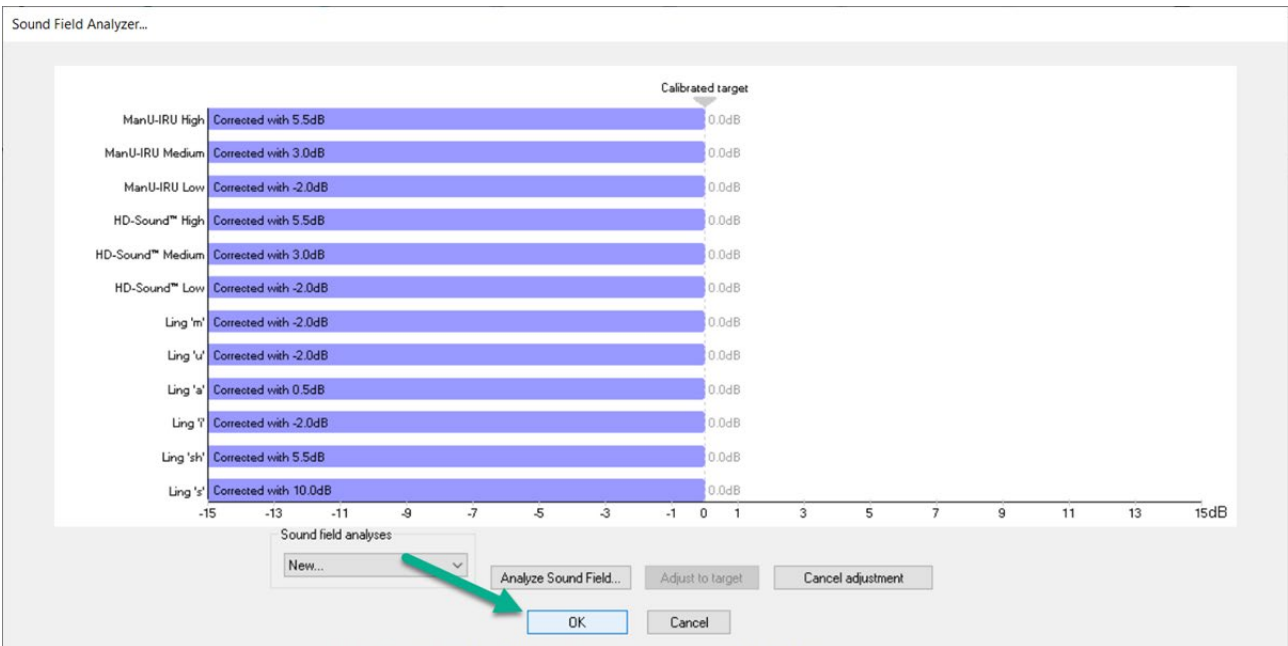 Sound Field Analyzer...
Calibrated target
ManU-IRU High Corrected with 5.5dB 0.0dB
ManU-IRU Medium Corrected with 3.0dB 0.0dB
ManU-IRU Low Corrected with -2.0dB 0.0dB
HD-Sound™ High Corrected with 5.5dB 0.0dB
HD-Sound™ Medium Corrected with 3.0dB 0.0dB
HD-Sound™ Low Corrected with -2.0dB 0.0dB
Ling 'm' Corrected with -2.0dB 0.0dB
Ling 'u' Corrected with -2.0dB 0.0dB
Ling 'a' Corrected with 0.5dB 0.0dB
Ling 'i' Corrected with -2.0dB 0.0dB
Ling 'sh' Corrected with 5.5dB 0.0dB
Ling 's' Corrected with 10.0dB 0.0dB
-15 -13 -11 -9 -7 -5 -3 -1 0 1 3 5 7 9 11 13 15dB
Sound field analyses
New... Analyze Sound Field... Adjust to target Cancel adjustment
OK Cancel